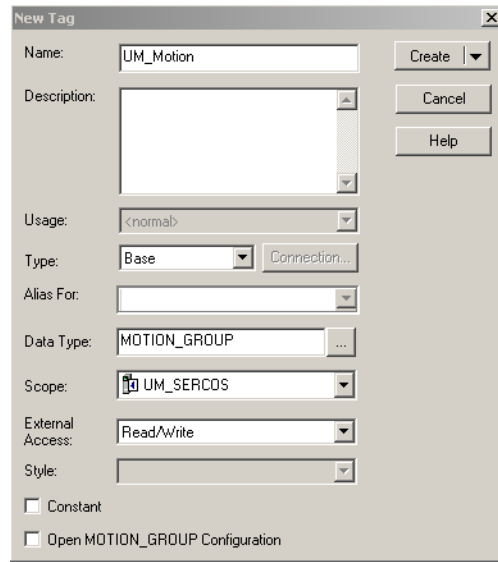 New Tag
Name: UM_Motion Create
Description: Cancel
Help
Usage: <normal>
Type: Base Connection...
Alias For:
Data Type: MOTION_GROUP ...
Scope: UM_SERCOS
External
Access: Read/Write
Style:
Constant
Open MOTION_GROUP Configuration